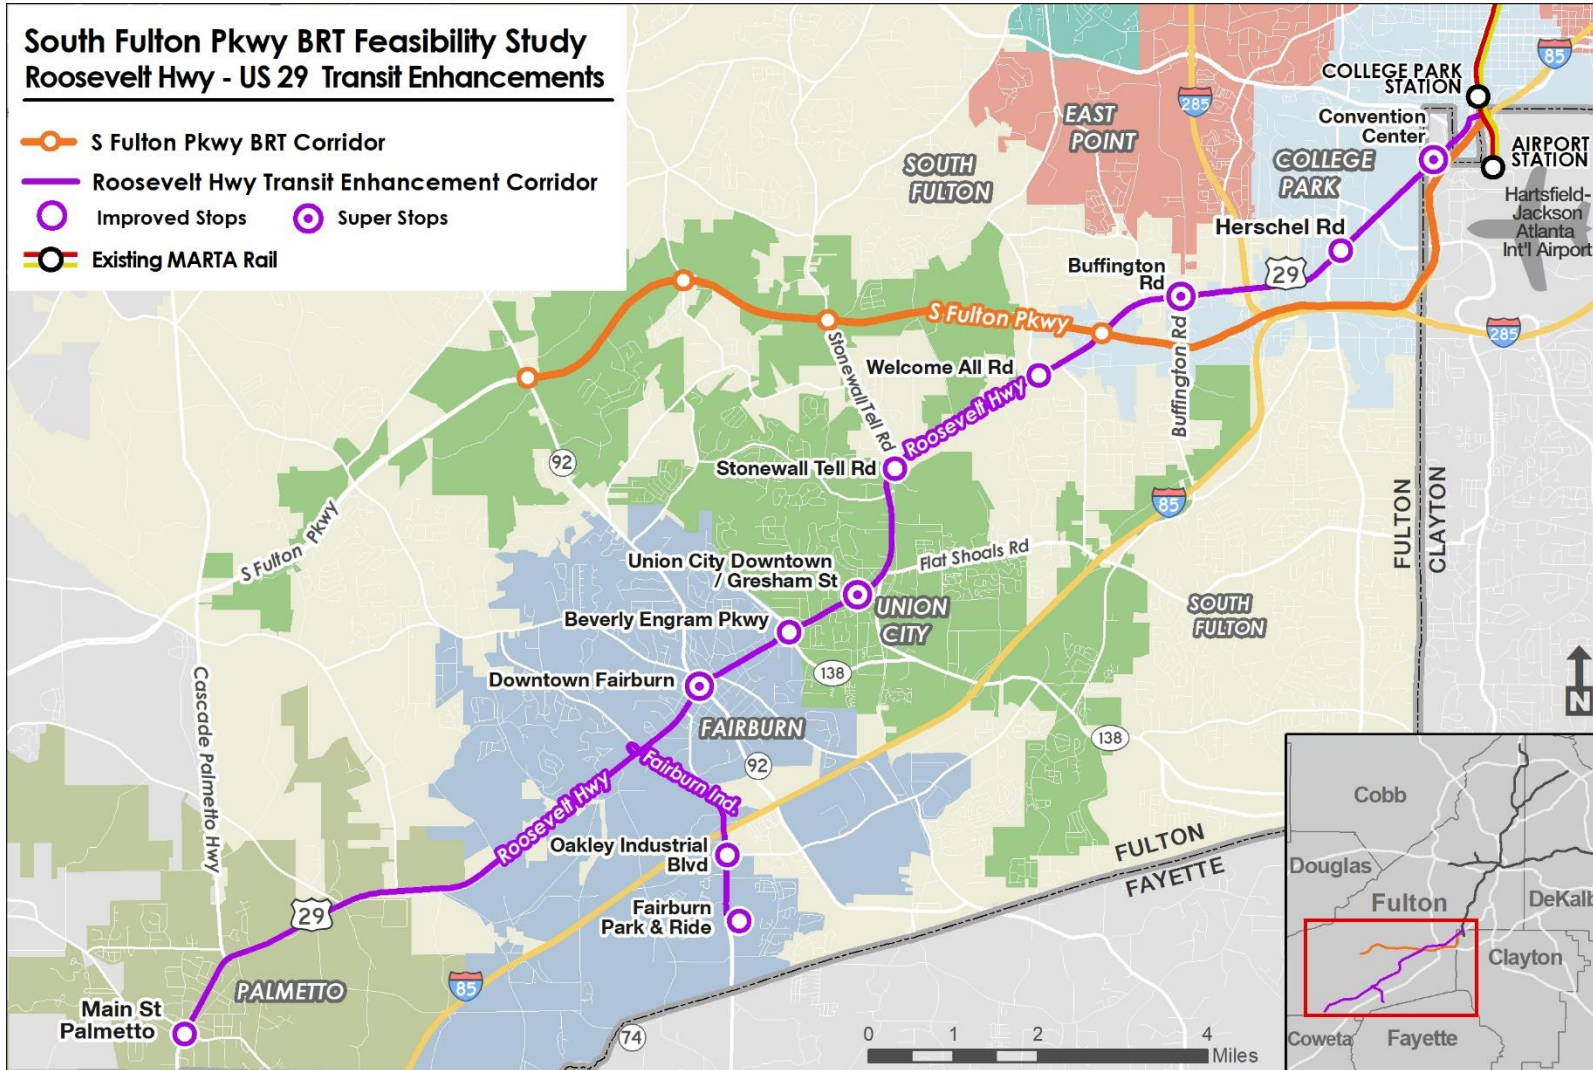 South Fulton Pkwy BRT Feasibility Study
Roosevelt Hwy - US 29 Transit Enhancements
S Fulton Pkwy BRT Corridor
Roosevelt Hwy Transit Enhancement Corridor
Improved Stops
Super Stops
Existing MARTA Rail
COLLEGE PARK
STATION
85
285
Convention
Center
EAST
POINT
AIRPORT
STATION
SOUTH
FULTON
COLLEGE
PARK
Hartsfield-
Jackson
Atlanta
Int'l Airport
Herschel Rd
Buffington
Rd
29
S Fulton Pkwy
285
Stonewall Tell Rd
Buffington Rd
Welcome All Rd
Roosevelt Hwy
92
Stonewall Tell Rd
85
FULTON
CLAYTON
S Fulton Pkwy
Flat Shoals Rd
Union City Downtown
/ Gresham St
UNION
CITY
SOUTH
FULTON
Beverly Engram Pkwy
138
Downtown Fairburn
Cascade Palmetto Hwy
FAIRBURN
138
92
Fairburn Ind.
Roosevelt Hwy
Oakley Industrial
Blvd
FULTON
FAYETTE
29
Fairburn
Park & Ride
PALMETTO
85
Main St
Palmetto
74
0
1
2
4
Miles
N
Cobb
Douglas
Fulton
DeKalb
Clayton
Coweta
Fayette